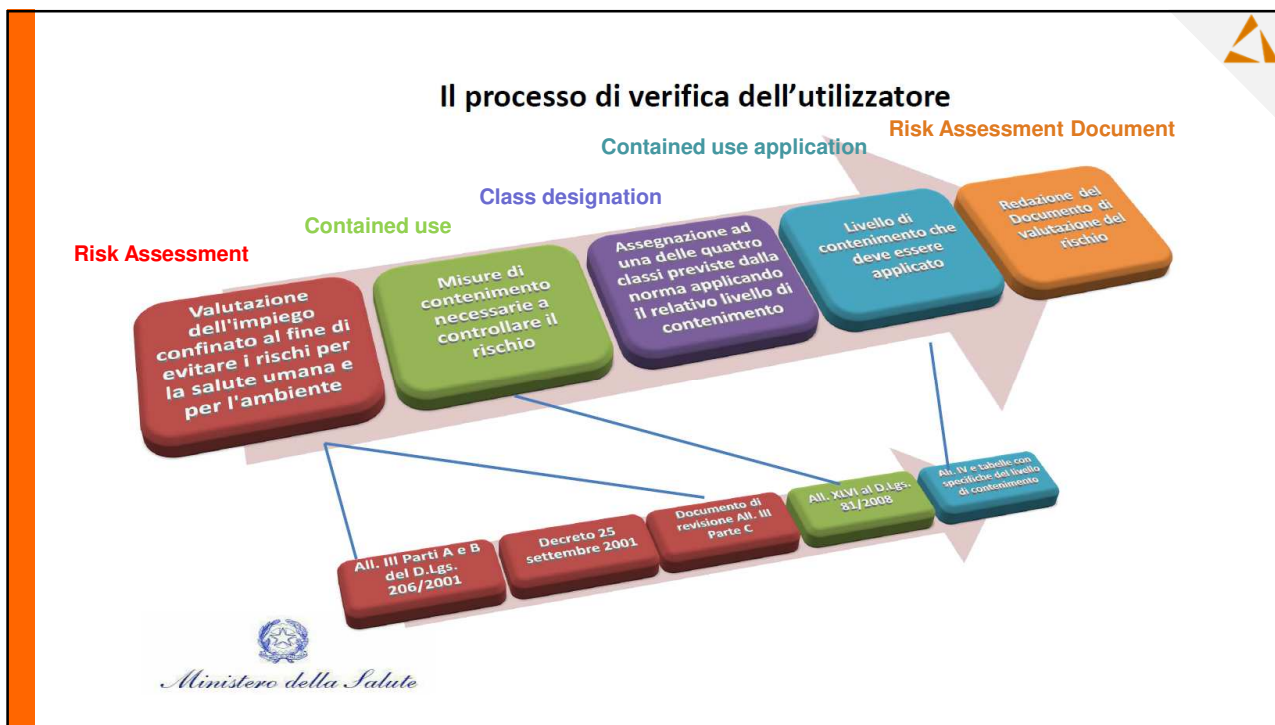 Il processo di verifica dell'utilizzatore
Risk Assessment Document
Contained use application
Class designation
Contained use
Risk Assessment
Valutazione
dell'impiego
confinato al fine di
evitare i rischi per
la salute umana e
per l'ambiente
Misure di
contenimento
necessarie a
controllare il
rischio
Assegnazione ad
una delle quattro
classi previste dalla
norma applicando
il relativo livello di
contenimento
Livello di
contenimento che
deve essere
applicato
Redazione del
Documento di
valutazione del
rischio
All. III Parti A e B
del D.Lgs.
206/2001
Decreto 25
settembre 2001
Documento di
revisione All. III
Parte C
All. XLVI al D.Lgs.
81/2008
All. IV e tabelle con
specifiche del livello
di contenimento
Ministero della Salute